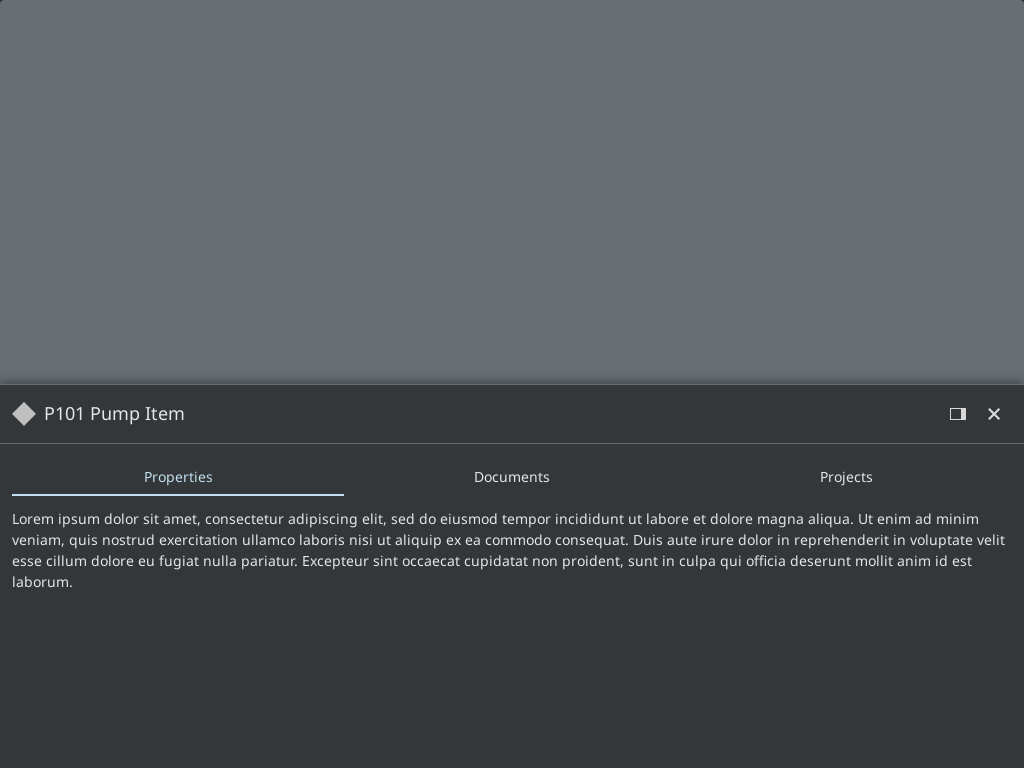 P101 Pump Item
Properties
Documents
Projects
Lorem ipsum dolor sit amet, consectetur adipiscing elit, sed do eiusmod tempor incididunt ut labore et dolore magna aliqua. Ut enim ad minim
veniam, quis nostrud exercitation ullamco laboris nisi ut aliquip ex ea commodo consequat. Duis aute irure dolor in reprehenderit in voluptate velit
esse cillum dolore eu fugiat nulla pariatur. Excepteur sint occaecat cupidatat non proident, sunt in culpa qui officia deserunt mollit anim id est
laborum.